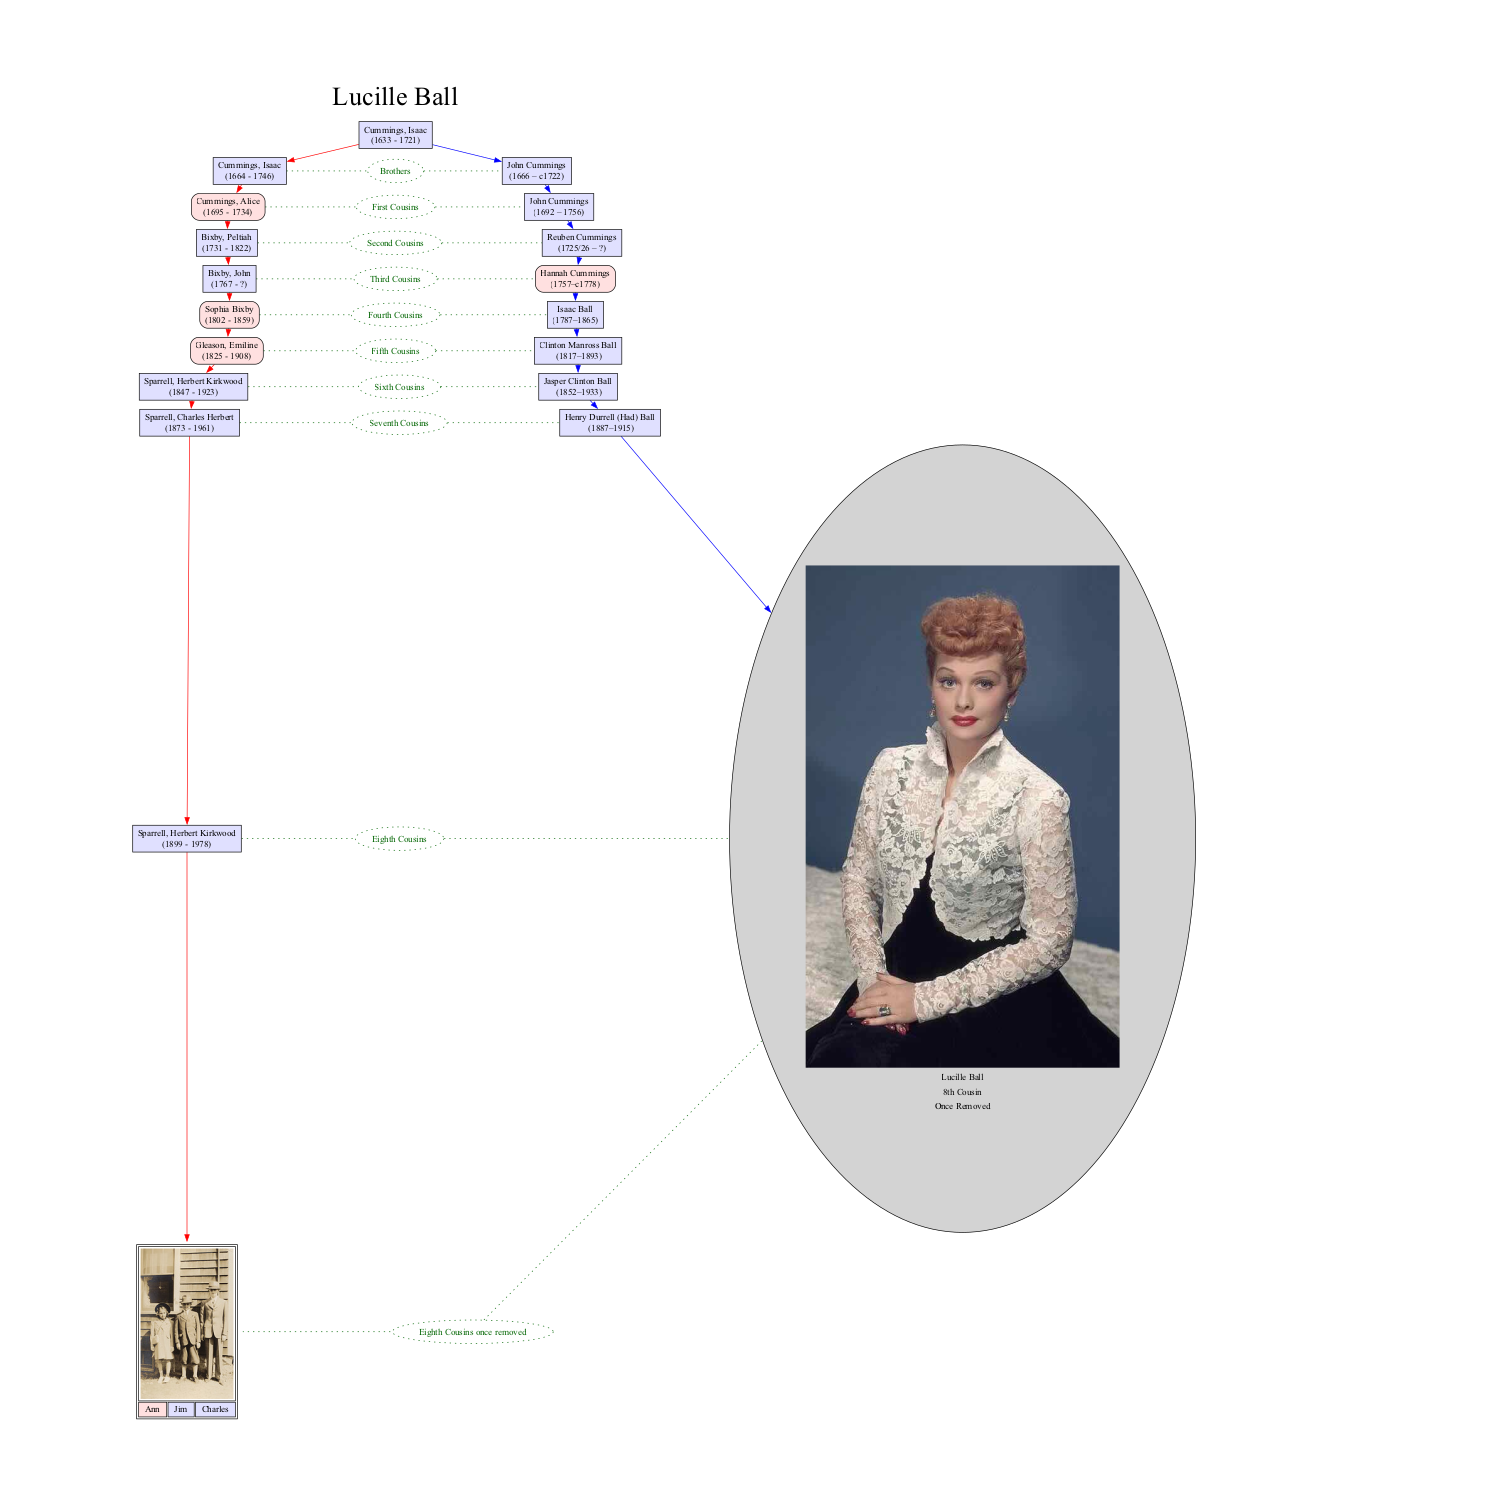 Lucille Ball
Cummings, Isaac
(1633 - 1721)
Cummings, Isaac
(1664 - 1746)
Brothers
John Cummings
(1666 – c1722)
Cummings, Alice
(1695 - 1734)
First Cousins
John Cummings
(1692 – 1756)
Bixby, Peltiah
(1731 - 1822)
Second Cousins
Reuben Cummings
(1725/26 – ?)
Bixby, John
(1767 - ?)
Third Cousins
Hannah Cummings
(1757–c1778)
Sophia Bixby
(1802 - 1859)
Fourth Cousins
Isaac Ball
(1787–1865)
Gleason, Emiline
(1825 - 1908)
Fifth Cousins
Clinton Manross Ball
(1817–1893)
Sparrell, Herbert Kirkwood
(1847 - 1923)
Sixth Cousins
Jasper Clinton Ball
(1852–1933)
Sparrell, Charles Herbert
(1873 - 1961)
Seventh Cousins
Henry Durrell (Had) Ball
(1887–1915)
Sparrell, Herbert Kirkwood
(1899 - 1978)
Eighth Cousins
Lucille Ball
8th Cousin
Once Removed
Eighth Cousins once removed
Ann Jim Charles